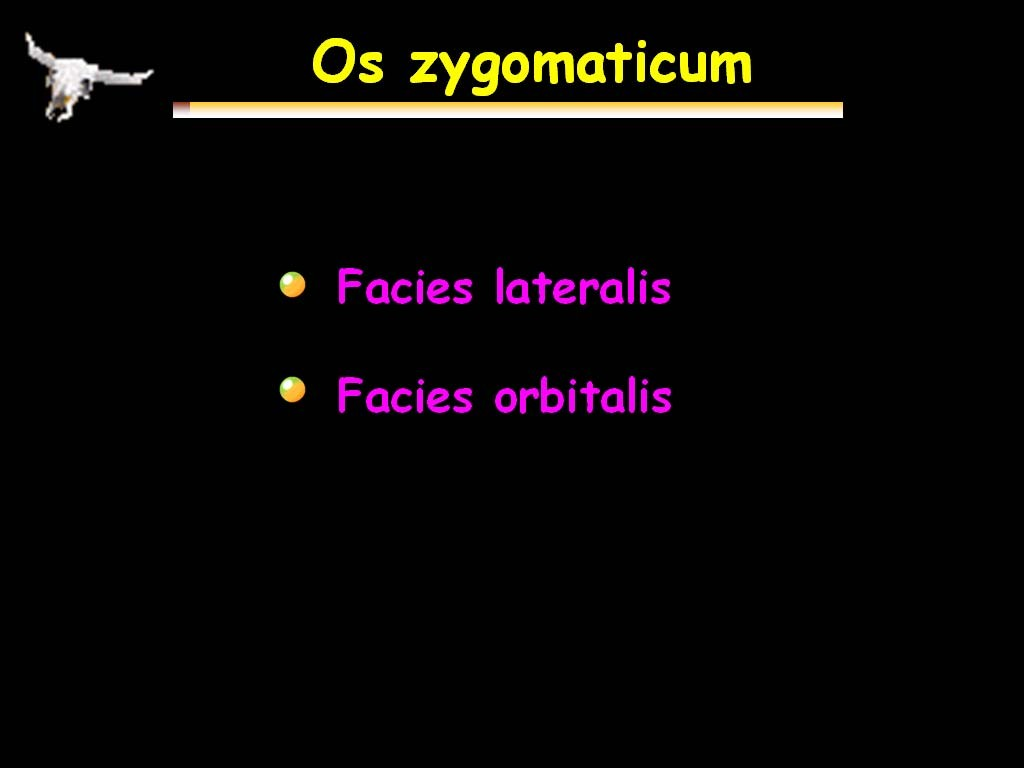 Os zygomaticum
Facies lateralis
Facies orbitalis